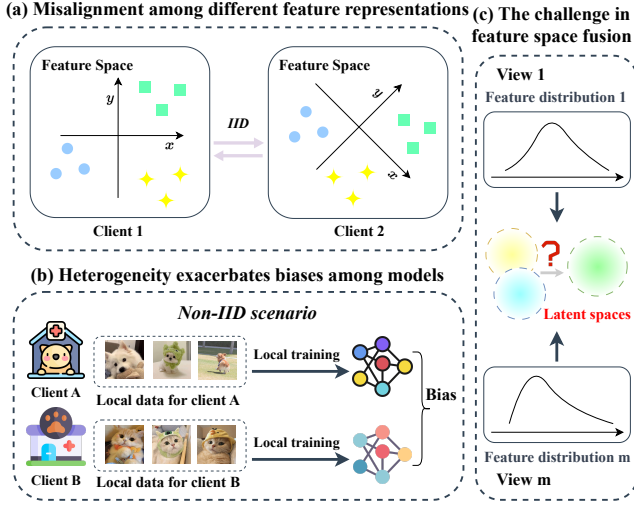 (a) Misalignment among different feature representations
Feature Space
y
x
Client 1
IID
Feature Space
y
x
Client 2
(b) Heterogeneity exacerbates biases among models
Non-IID scenario
Client A
Local data for client A
Local training
Client B
Local data for client B
Local training
Bias
(c) The challenge in
feature space fusion
View 1
Feature distribution 1
?
Latent spaces
Feature distribution m
View m